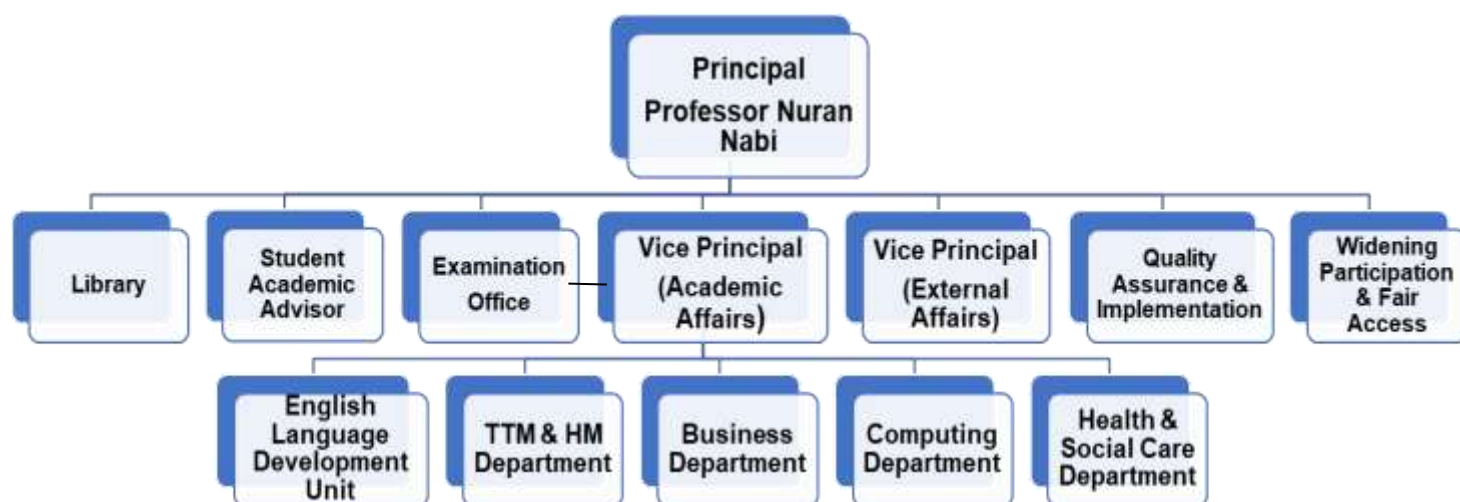 Principal
Professor Nuran
Nabi
Library
Student
Academic
Advisor
Examination
Office
Vice Principal
(Academic
Affairs)
Vice Principal
(External
Affairs)
Quality
Assurance &
Implementation
Widening
Participation
& Fair
Access
English
Language
Development
Unit
TTM & HM
Department
Business
Department
Computing
Department
Health &
Social Care
Department